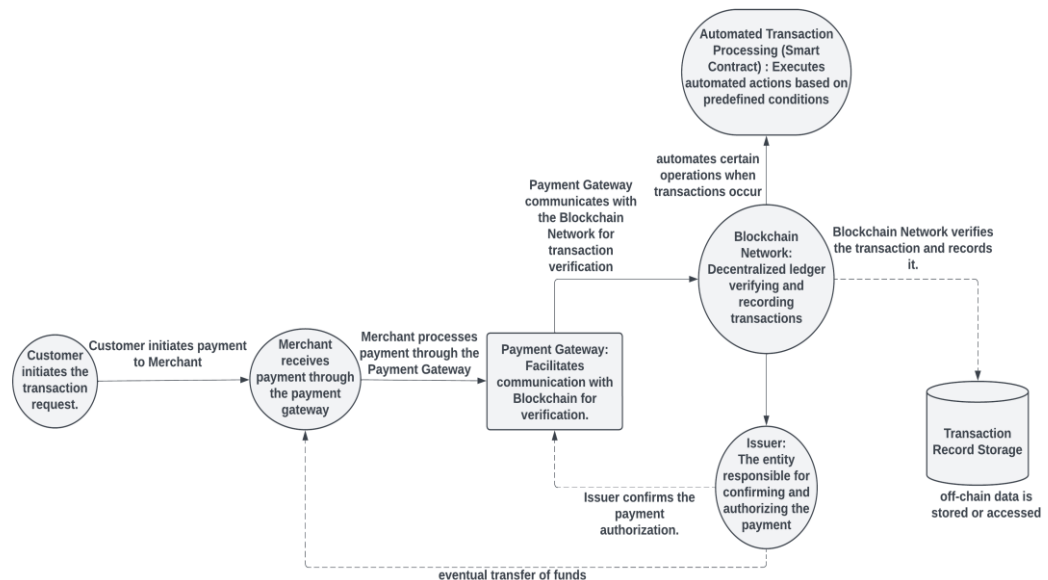 Automated Transaction
Processing (Smart
Contract) : Executes
automated actions based on
predefined conditions
automates certain
operations when
transactions occur
Payment Gateway
communicates with
the Blockchain
Network for
transaction
verification
Blockchain
Network:
Decentralized ledger
verifying and
recording
transactions
Blockchain Network verifies
the transaction and records
it.
Customer
initiates the
transaction
request.
Customer initiates payment
to Merchant
Merchant
receives
payment through
the payment
gateway
Merchant processes
payment through the
Payment Gateway
Payment Gateway:
Facilitates
communication with
Blockchain for
verification.
Issuer:
The entity
responsible for
confirming and
authorizing the
payment
Issuer confirms the
payment
authorization.
Transaction
Record Storage
off-chain data is
stored or accessed
eventual transfer of funds